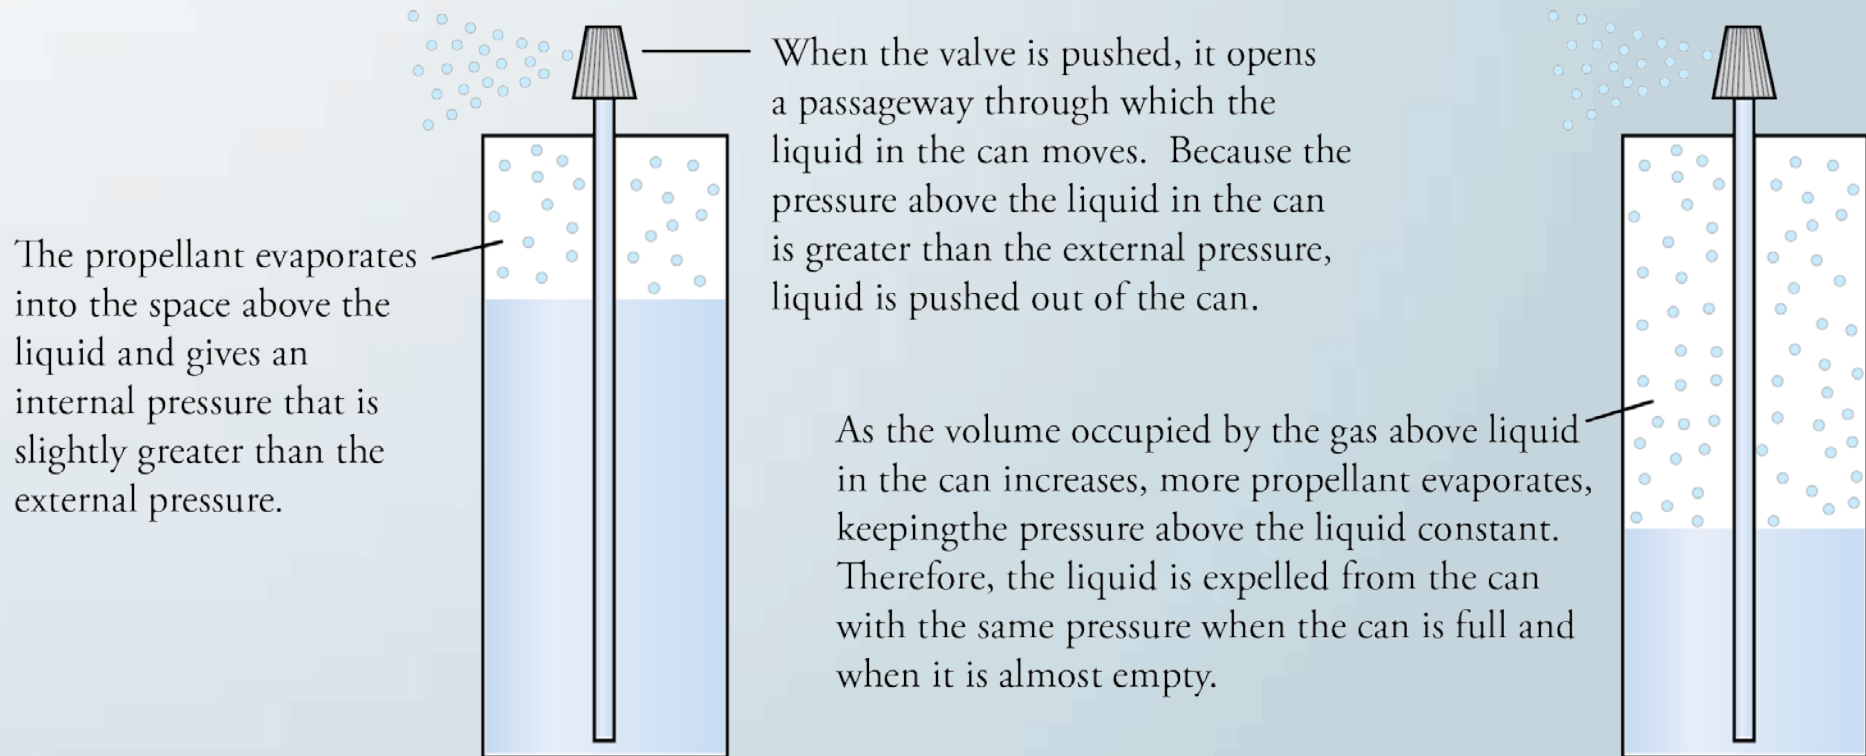 The propellant evaporates
into the space above the
liquid and gives an
internal pressure that is
slightly greater than the
external pressure.
When the valve is pushed, it opens
a passageway through which the
liquid in the can moves. Because the
pressure above the liquid in the can
is greater than the external pressure,
liquid is pushed out of the can.
As the volume occupied by the gas above liquid
in the can increases, more propellant evaporates,
keepingthe pressure above the liquid constant.
Therefore, the liquid is expelled from the can
with the same pressure when the can is full and
when it is almost empty.